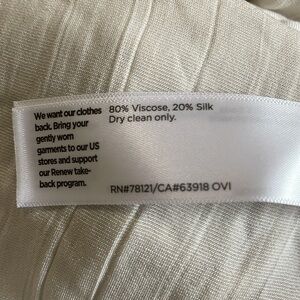 We want our clothes
back. Bring your
gently worn
garments to our US
stores and support
our Renew take-
back program.
80% Viscose, 20% Silk
Dry clean only.
RN#78121/CA#63918 OVI